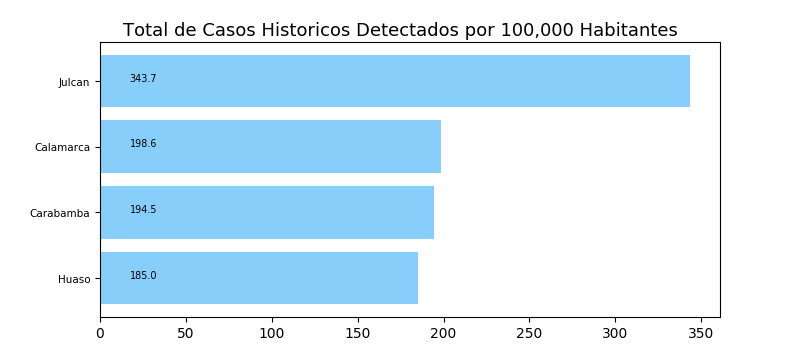 Total de Casos Historicos Detectados por 100,000 Habitantes
Julcan 343.7
Calamarca 198.6
Carabamba 194.5
Huaso 185.0
0 50 100 150 200 250 300 350